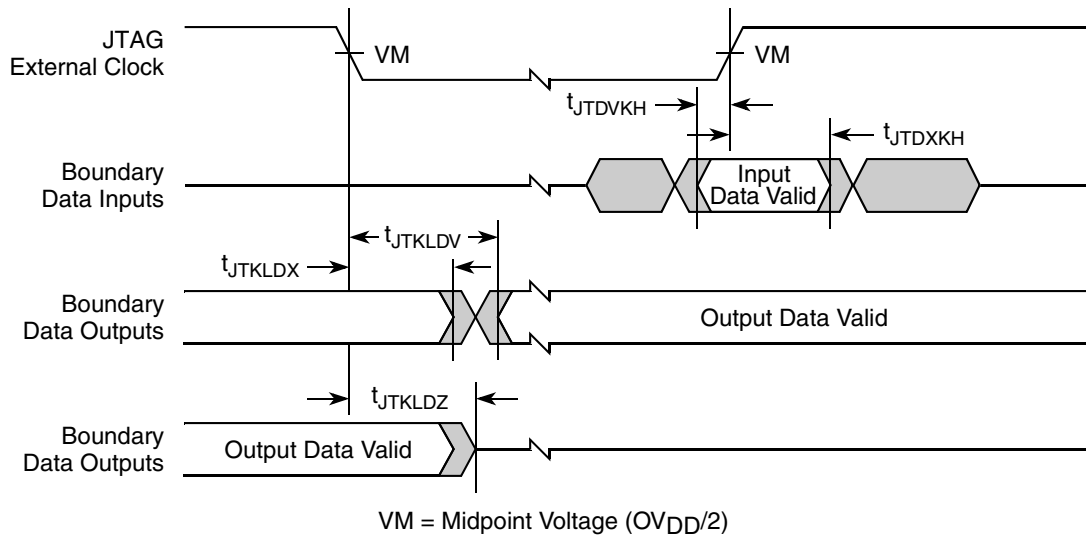 JTAG
External Clock
VM
VM
tJTDVKH
tJTDXKH
Boundary
Data Inputs
Input
Data Valid
tJTKLDV
tJTKLDX
Boundary
Data Outputs
Output Data Valid
tJTKLDZ
Boundary
Data Outputs
Output Data Valid
VM = Midpoint Voltage (OVDD/2)